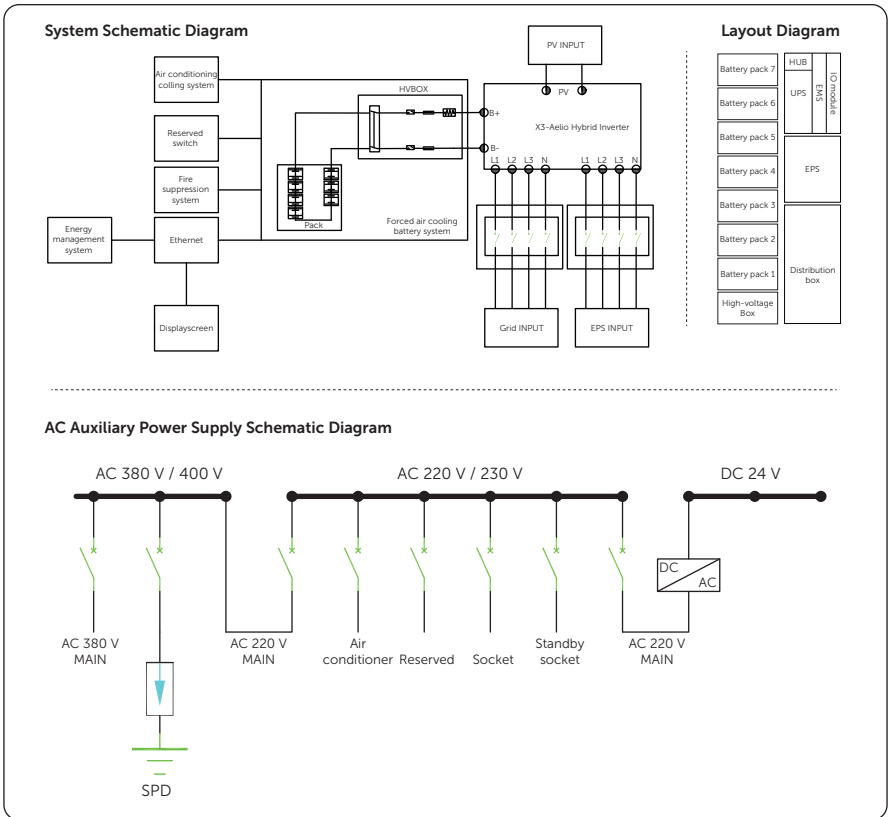 System Schematic Diagram
Layout Diagram
PV INPUT
Air conditioning
colling system
HVBOX
PV
B+
X3-Aelio Hybrid Inverter
B-
L1 L2 L3 N
L1 L2 L3 N
Reserved
switch
Fire
suppression
system
Pack
Forced air cooling
battery system
Energy
management
system
Ethernet
Displayscreen
Grid INPUT
EPS INPUT
Battery pack 7
Battery pack 6
Battery pack 5
Battery pack 4
Battery pack 3
Battery pack 2
Battery pack 1
High-voltage
Box
HUB
UPS
EMS
IO module
EPS
Distribution
box
AC Auxiliary Power Supply Schematic Diagram
AC 380 V / 400 V
AC 220 V / 230 V
DC 24 V
DC
AC
AC 380 V
MAIN
AC 220 V
MAIN
Air
conditioner
Reserved
Socket
Standby
socket
AC 220 V
MAIN
SPD